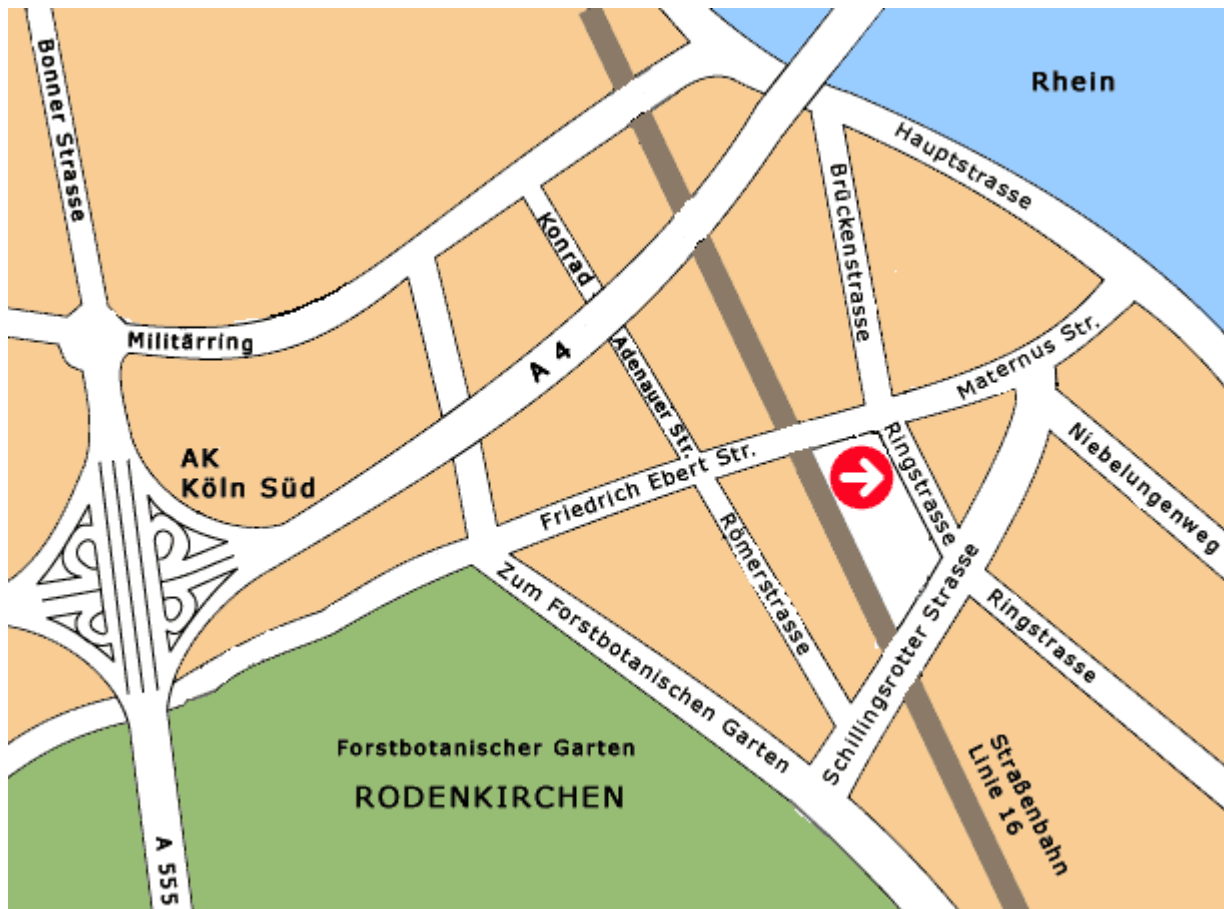 Bonner Strasse
Rhein
Hauptstrasse
Brückenstrasse
Konrad
Adenauer Str.
Militärring
A 4
Maternus Str.
AK
Köln Süd
Friedrich Ebert Str.
Ringstrasse
Niebelungenweg
Römerstrasse
Zum Forstbotanischen Garten
Schillingsrotter Strasse
Ringstrasse
Forstbotanischer Garten
RODENKIRCHEN
Straßenbahn
Linie 16
A 555